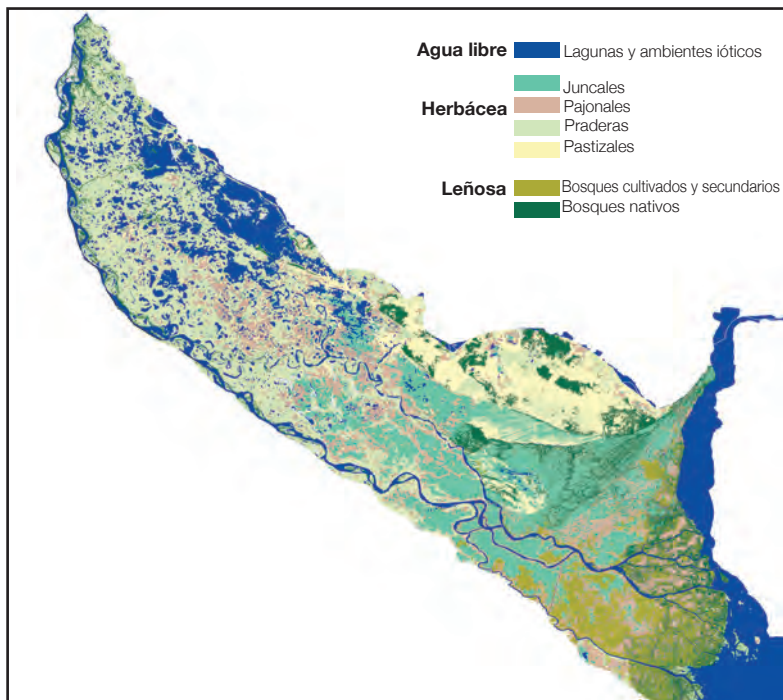 Agua libre Lagunas y ambientes ióticos
Juncales
Herbácea Pajonales
Praderas
Pastizales
Leñosa Bosques cultivados y secundarios
Bosques nativos